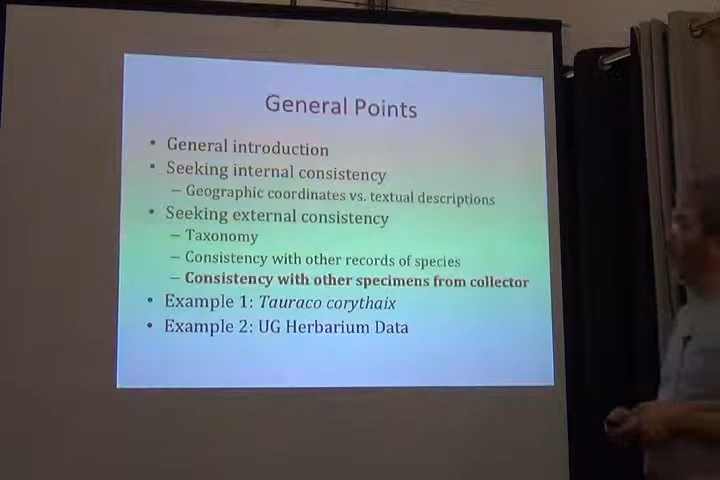 General Points
• General introduction
• Seeking internal consistency
– Geographic coordinates vs. textual descriptions
• Seeking external consistency
– Taxonomy
– Consistency with other records of species
– Consistency with other specimens from collector
• Example 1: Tauraco corythaix
• Example 2: UG Herbarium Data